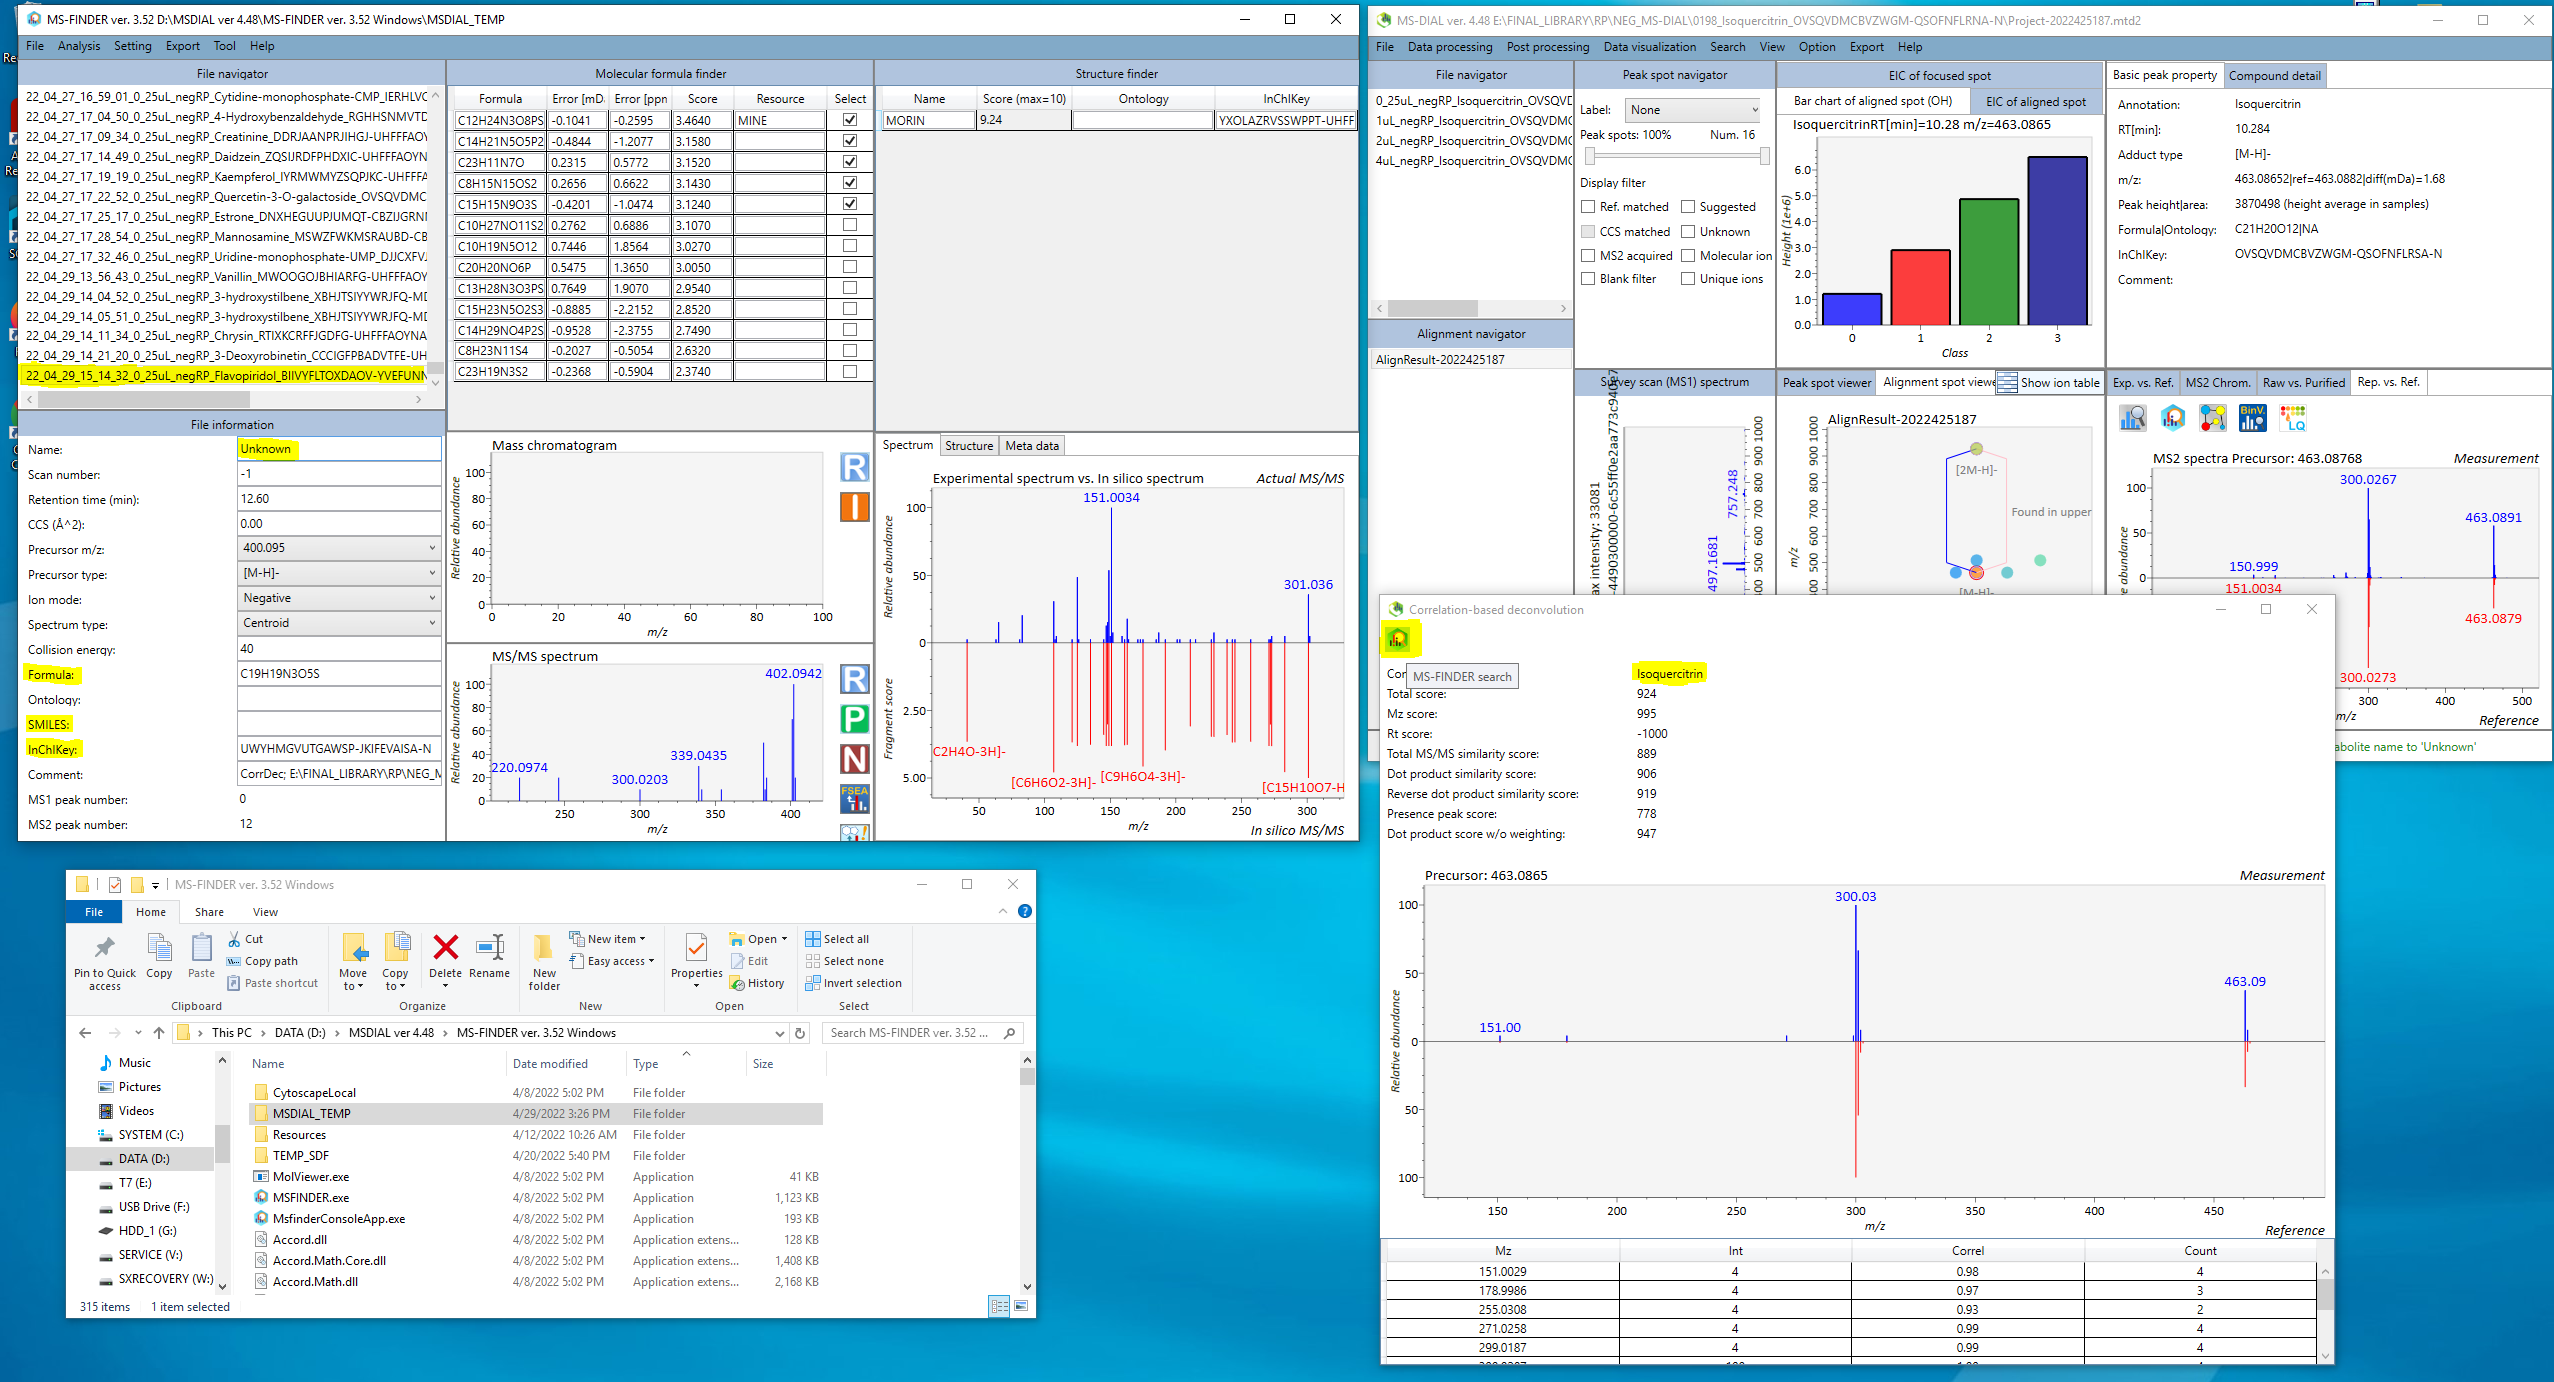 MS-FINDER ver. 3.52 D:\MSDIAL ver 4.48\MS-FINDER ver. 3.52 Windows\MSDIAL_TEMP
File Analysis Setting Export Tool Help
File navigator
22_04_27_16_59_01_0_25uL_negRP_Cytidine-monophosphate-CMP_IERHLVC
22_04_27_17_04_50_0_25uL_negRP_4-Hydroxybenzaldehyde_RGHHSNMVTD
22_04_27_17_09_34_0_25uL_negRP_Creatinine_DDRJAANPRJIHGJ-UHFFFAOY
22_04_27_17_14_49_0_25uL_negRP_Daidzein_ZQSIJRDFPHDXIC-UHFFFAOYN
22_04_27_17_19_19_0_25uL_negRP_Kaempferol_IYRMWMYZSQPJKC-UHFFFA
22_04_27_17_22_52_0_25uL_negRP_Quercetin-3-O-galactoside_OVSQVDMC
22_04_27_17_25_17_0_25uL_negRP_Estrone_DNXHEGUUPJUMQT-CBZIJGRN
22_04_27_17_28_54_0_25uL_negRP_Mannosamine_MSWZFWKMSRAUBD-CB
22_04_27_17_32_46_0_25uL_negRP_Uridine-monophosphate-UMP_DJJCXFVJ
22_04_29_13_56_43_0_25uL_negRP_Vanillin_MWOOGOJBHIARFG-UHFFFAOY
22_04_29_14_04_52_0_25uL_negRP_3-hydroxystilbene_XBHJTSIYYWRJFQ-MD
22_04_29_14_05_51_0_25uL_negRP_3-hydroxystilbene_XBHJTSIYYWRJFQ-MD
22_04_29_14_11_34_0_25uL_negRP_Chrysin_RTIXKCRFFJGDFG-UHFFFAOYNA
22_04_29_14_21_20_0_25uL_negRP_3-Deoxyrobinetin_CCCIGFPBADVTFE-UH
22_04_29_15_14_32_0_25uL_negRP_Flavopiridol_BIIVYFLTOXDAOV-YVEFUNN
File information
Name: Unknown
Scan number: -1
Retention time (min): 12.60
CCS (Å^2): 0.00
Precursor m/z: 400.095
Precursor type: [M-H]-
Ion mode: Negative
Spectrum type: Centroid
Collision energy: 40
Formula: C19H19N3O5S
Ontology:
SMILES:
InChIKey: UWYHMGVUTGAWSP-JKIFEVAISA-N
Comment: CorrDec; E:\FINAL_LIBRARY\RP\NEG_M
MS1 peak number: 0
MS2 peak number: 12
Molecular formula finder
Formula Error [mD Error [ppn Score Resource Select
C12H24N3O8PS -0.1041 -0.2595 3.4640 MINE
C14H21N5O5P2 -0.4844 -1.2077 3.1580
C23H11N7O 0.2315 0.5772 3.1520
C8H15N15OS2 0.2656 0.6622 3.1430
C15H15N9O3S -0.4201 -1.0474 3.1240
C10H27NO11S2 0.2762 0.6886 3.1070
C10H19N5O12 0.7446 1.8564 3.0270
C20H20NO6P 0.5475 1.3650 3.0050
C13H28N3O3PS 0.7649 1.9070 2.9540
C15H23N5O2S3 -0.8885 -2.2152 2.8520
C14H29NO4P2S -0.9528 -2.3755 2.7490
C8H23N11S4 -0.2027 -0.5054 2.6320
C23H19N3S2 -0.2368 -0.5904 2.3740
Structure finder
Name Score (max=10) Ontology InChIKey
MORIN 9.24 YXOLAZRVSSWPPT-UHFF
Mass chromatogram
Relative abundance
100
80
60
40
20
0
0 20 40 60 80 100
m/z
MS/MS spectrum
Relative abundance
100
80
60
40
20
0
220.0974 300.0203 339.0435 402.0942
250 300 350 400
m/z
R
I
R
P
N
FSEA
Spectrum Structure Meta data
Experimental spectrum vs. In silico spectrum Actual MS/MS
Relative abundance
Fragment score
100
50
0
2.50
5.00
151.0034
301.036
C2H4O-3H]-
[C6H6O2-3H]- [C9H6O4-3H]-
[C15H10O7-H
50 100 150 200 250 300
m/z
In silico MS/MS
MS-DIAL ver. 4.48 E:\FINAL_LIBRARY\RP\NEG_MS-DIAL\0198_Isoquercitrin_OVSQVDMCBVZWGM-QSOFNFLRNA-N\Project-2022425187.mtd2
File Data processing Post processing Data visualization Search View Option Export Help
File navigator
0_25uL_negRP_Isoquercitrin_OVSQVD
1uL_negRP_Isoquercitrin_OVSQVDMC
2uL_negRP_Isoquercitrin_OVSQVDMC
4uL_negRP_Isoquercitrin_OVSQVDMC
Alignment navigator
AlignResult-2022425187
Peak spot navigator
Label: None
Peak spots: 100% Num. 16
Display filter
Ref. matched Suggested
CCS matched Unknown
MS2 acquired Molecular ion
Blank filter Unique ions
EIC of focused spot
Bar chart of aligned spot (OH) EIC of aligned spot
IsoquercitrinRT[min]=10.28 m/z=463.0865
Height (1e+6)
6.0
5.0
4.0
3.0
2.0
1.0
0.0
0 1 2 3
Class
Basic peak property Compound detail
Annotation: Isoquercitrin
RT[min]: 10.284
Adduct type [M-H]-
m/z: 463.08652|ref=463.0882|diff(mDa)=1.68
Peak height|area: 3870498 (height average in samples)
Formula|Ontology: C21H20O12|NA
InChIKey: OVSQVDMCBVZWGM-QSOFNFLRSA-N
Comment:
Survey scan (MS1) spectrum
ax intensity: 33081
497.1681
757.248
500 600 700 800 900 1000
Peak spot viewer Alignment spot viewe Show ion table
AlignResult-2022425187
m/z
500 600 700 800 900 1000
[2M-H]-
Found in upper
[M-H]-
Exp. vs. Ref. MS2 Chrom. Raw vs. Purified Rep. vs. Ref.
BinV.
LQ
MS2 spectra Precursor: 463.08768 Measurement
100
50
0
300.0267
463.0891
150.999
151.0034
463.0879
300.0273
300 400 500
m/z
Reference
abolite name to 'Unknown'
Correlation-based deconvolution
MS-FINDER search
Cor Isoquercitrin
Total score: 924
Mz score: 995
Rt score: -1000
Total MS/MS similarity score: 889
Dot product similarity score: 906
Reverse dot product similarity score: 919
Presence peak score: 778
Dot product score w/o weighting: 947
Precursor: 463.0865 Measurement
Relative abundance
100
50
0
50
100
300.03
463.09
151.00
150 200 250 300 350 400 450
m/z
Reference
Mz Int Correl Count
151.0029 4 0.98 4
178.9986 4 0.97 3
255.0308 4 0.93 2
271.0258 4 0.99 4
299.0187 4 0.99 4
MS-FINDER ver. 3.52 Windows
File Home Share View
Pin to Quick access
Copy
Paste
Cut
Copy path
Paste shortcut
Clipboard
Move to
Copy to
Delete
Rename
Organize
New folder
New item
Easy access
New
Properties
Open
Edit
History
Open
Select all
Select none
Invert selection
Select
This PC DATA (D:) MSDIAL ver 4.48 MS-FINDER ver. 3.52 Windows
Search MS-FINDER ver. 3.52 ...
Music
Pictures
Videos
SYSTEM (C:)
DATA (D:)
T7 (E:)
USB Drive (F:)
HDD_1 (G:)
SERVICE (V:)
SXRECOVERY (W:)
Name Date modified Type Size
CytoscapeLocal 4/8/2022 5:02 PM File folder
MSDIAL_TEMP 4/29/2022 3:26 PM File folder
Resources 4/12/2022 10:26 AM File folder
TEMP_SDF 4/20/2022 5:40 PM File folder
MolViewer.exe 4/8/2022 5:02 PM Application 41 KB
MSFINDER.exe 4/8/2022 5:02 PM Application 1,123 KB
MsfinderConsoleApp.exe 4/8/2022 5:02 PM Application 193 KB
Accord.dll 4/8/2022 5:02 PM Application extens... 128 KB
Accord.Math.Core.dll 4/8/2022 5:02 PM Application extens... 1,408 KB
Accord.Math.dll 4/8/2022 5:02 PM Application extens... 2,168 KB
315 items 1 item selected